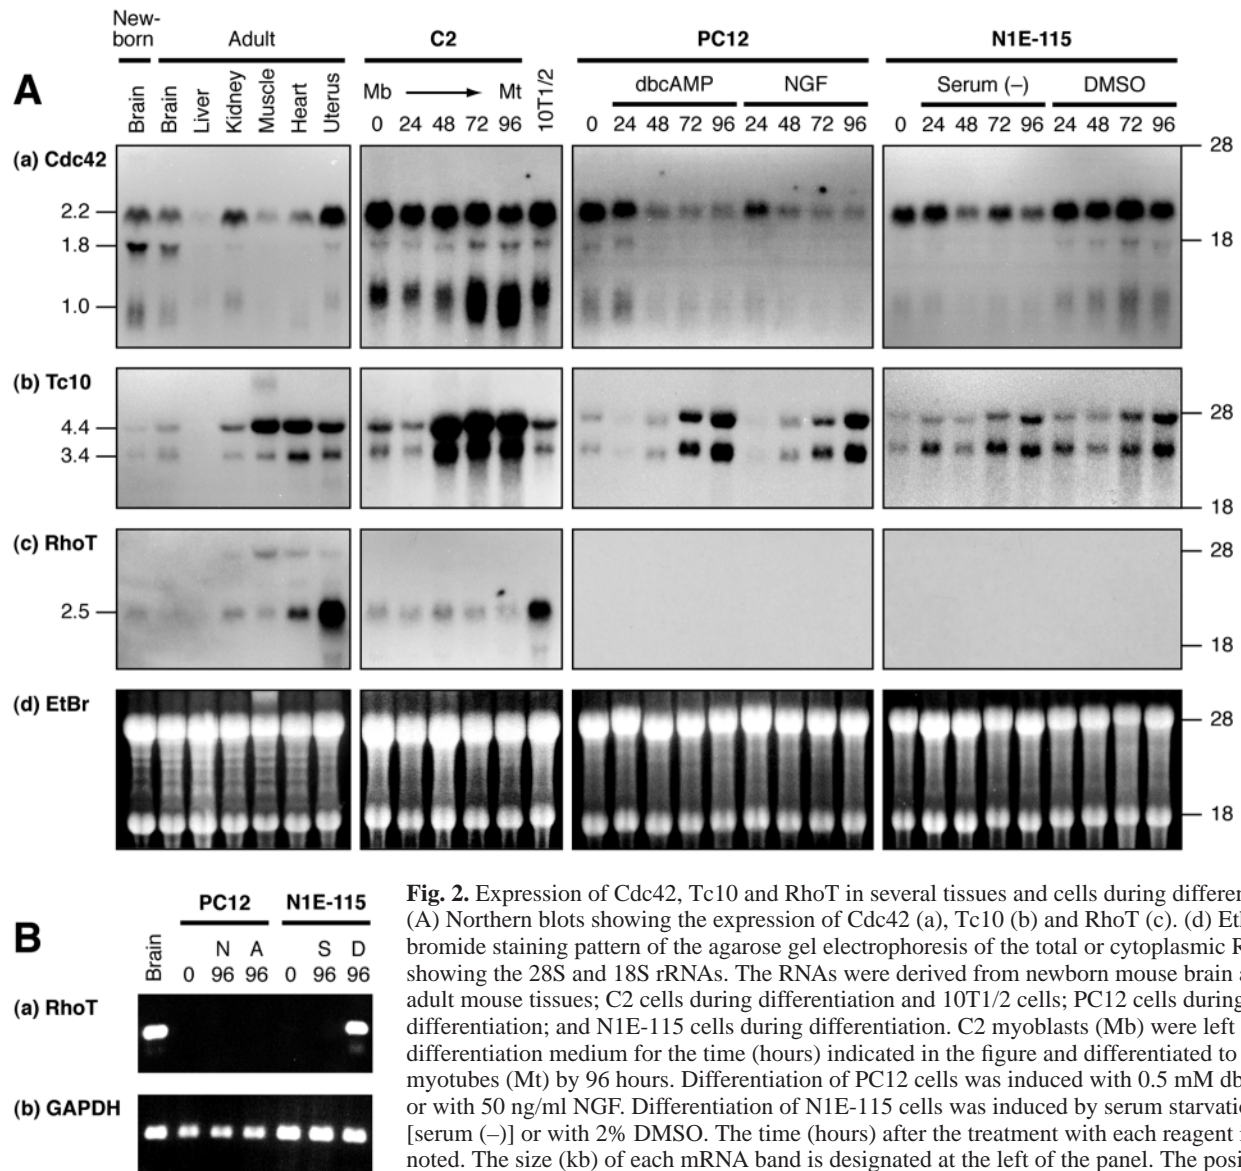 New-
born
Adult
C2
PC12
N1E-115
A
Mb
Mt
dbcAMP
NGF
Serum (–)
DMSO
Brain
Brain
Liver
Kidney
Muscle
Heart
Uterus
0 24 48 72 96 10T1/2
0 24 48 72 96 24 48 72 96
0 24 48 72 96 24 48 72 96
(a) Cdc42
28
2.2
1.8
18
1.0
(b) Tc10
28
4.4
3.4
18
(c) RhoT
28
2.5
18
(d) EtBr
28
18
B
PC12
N1E-115
Brain
N A S D
0 96 96 0 96 96
(a) RhoT
(b) GAPDH
Fig. 2. Expression of Cdc42, Tc10 and RhoT in several tissues and cells during differen
(A) Northern blots showing the expression of Cdc42 (a), Tc10 (b) and RhoT (c). (d) Etl
bromide staining pattern of the agarose gel electrophoresis of the total or cytoplasmic R
showing the 28S and 18S rRNAs. The RNAs were derived from newborn mouse brain a
adult mouse tissues; C2 cells during differentiation and 10T1/2 cells; PC12 cells during
differentiation; and N1E-115 cells during differentiation. C2 myoblasts (Mb) were left
differentiation medium for the time (hours) indicated in the figure and differentiated to
myotubes (Mt) by 96 hours. Differentiation of PC12 cells was induced with 0.5 mM db
or with 50 ng/ml NGF. Differentiation of N1E-115 cells was induced by serum starvatio
[serum (–)] or with 2% DMSO. The time (hours) after the treatment with each reagent
noted. The size (kb) of each mRNA band is designated at the left of the panel. The posi